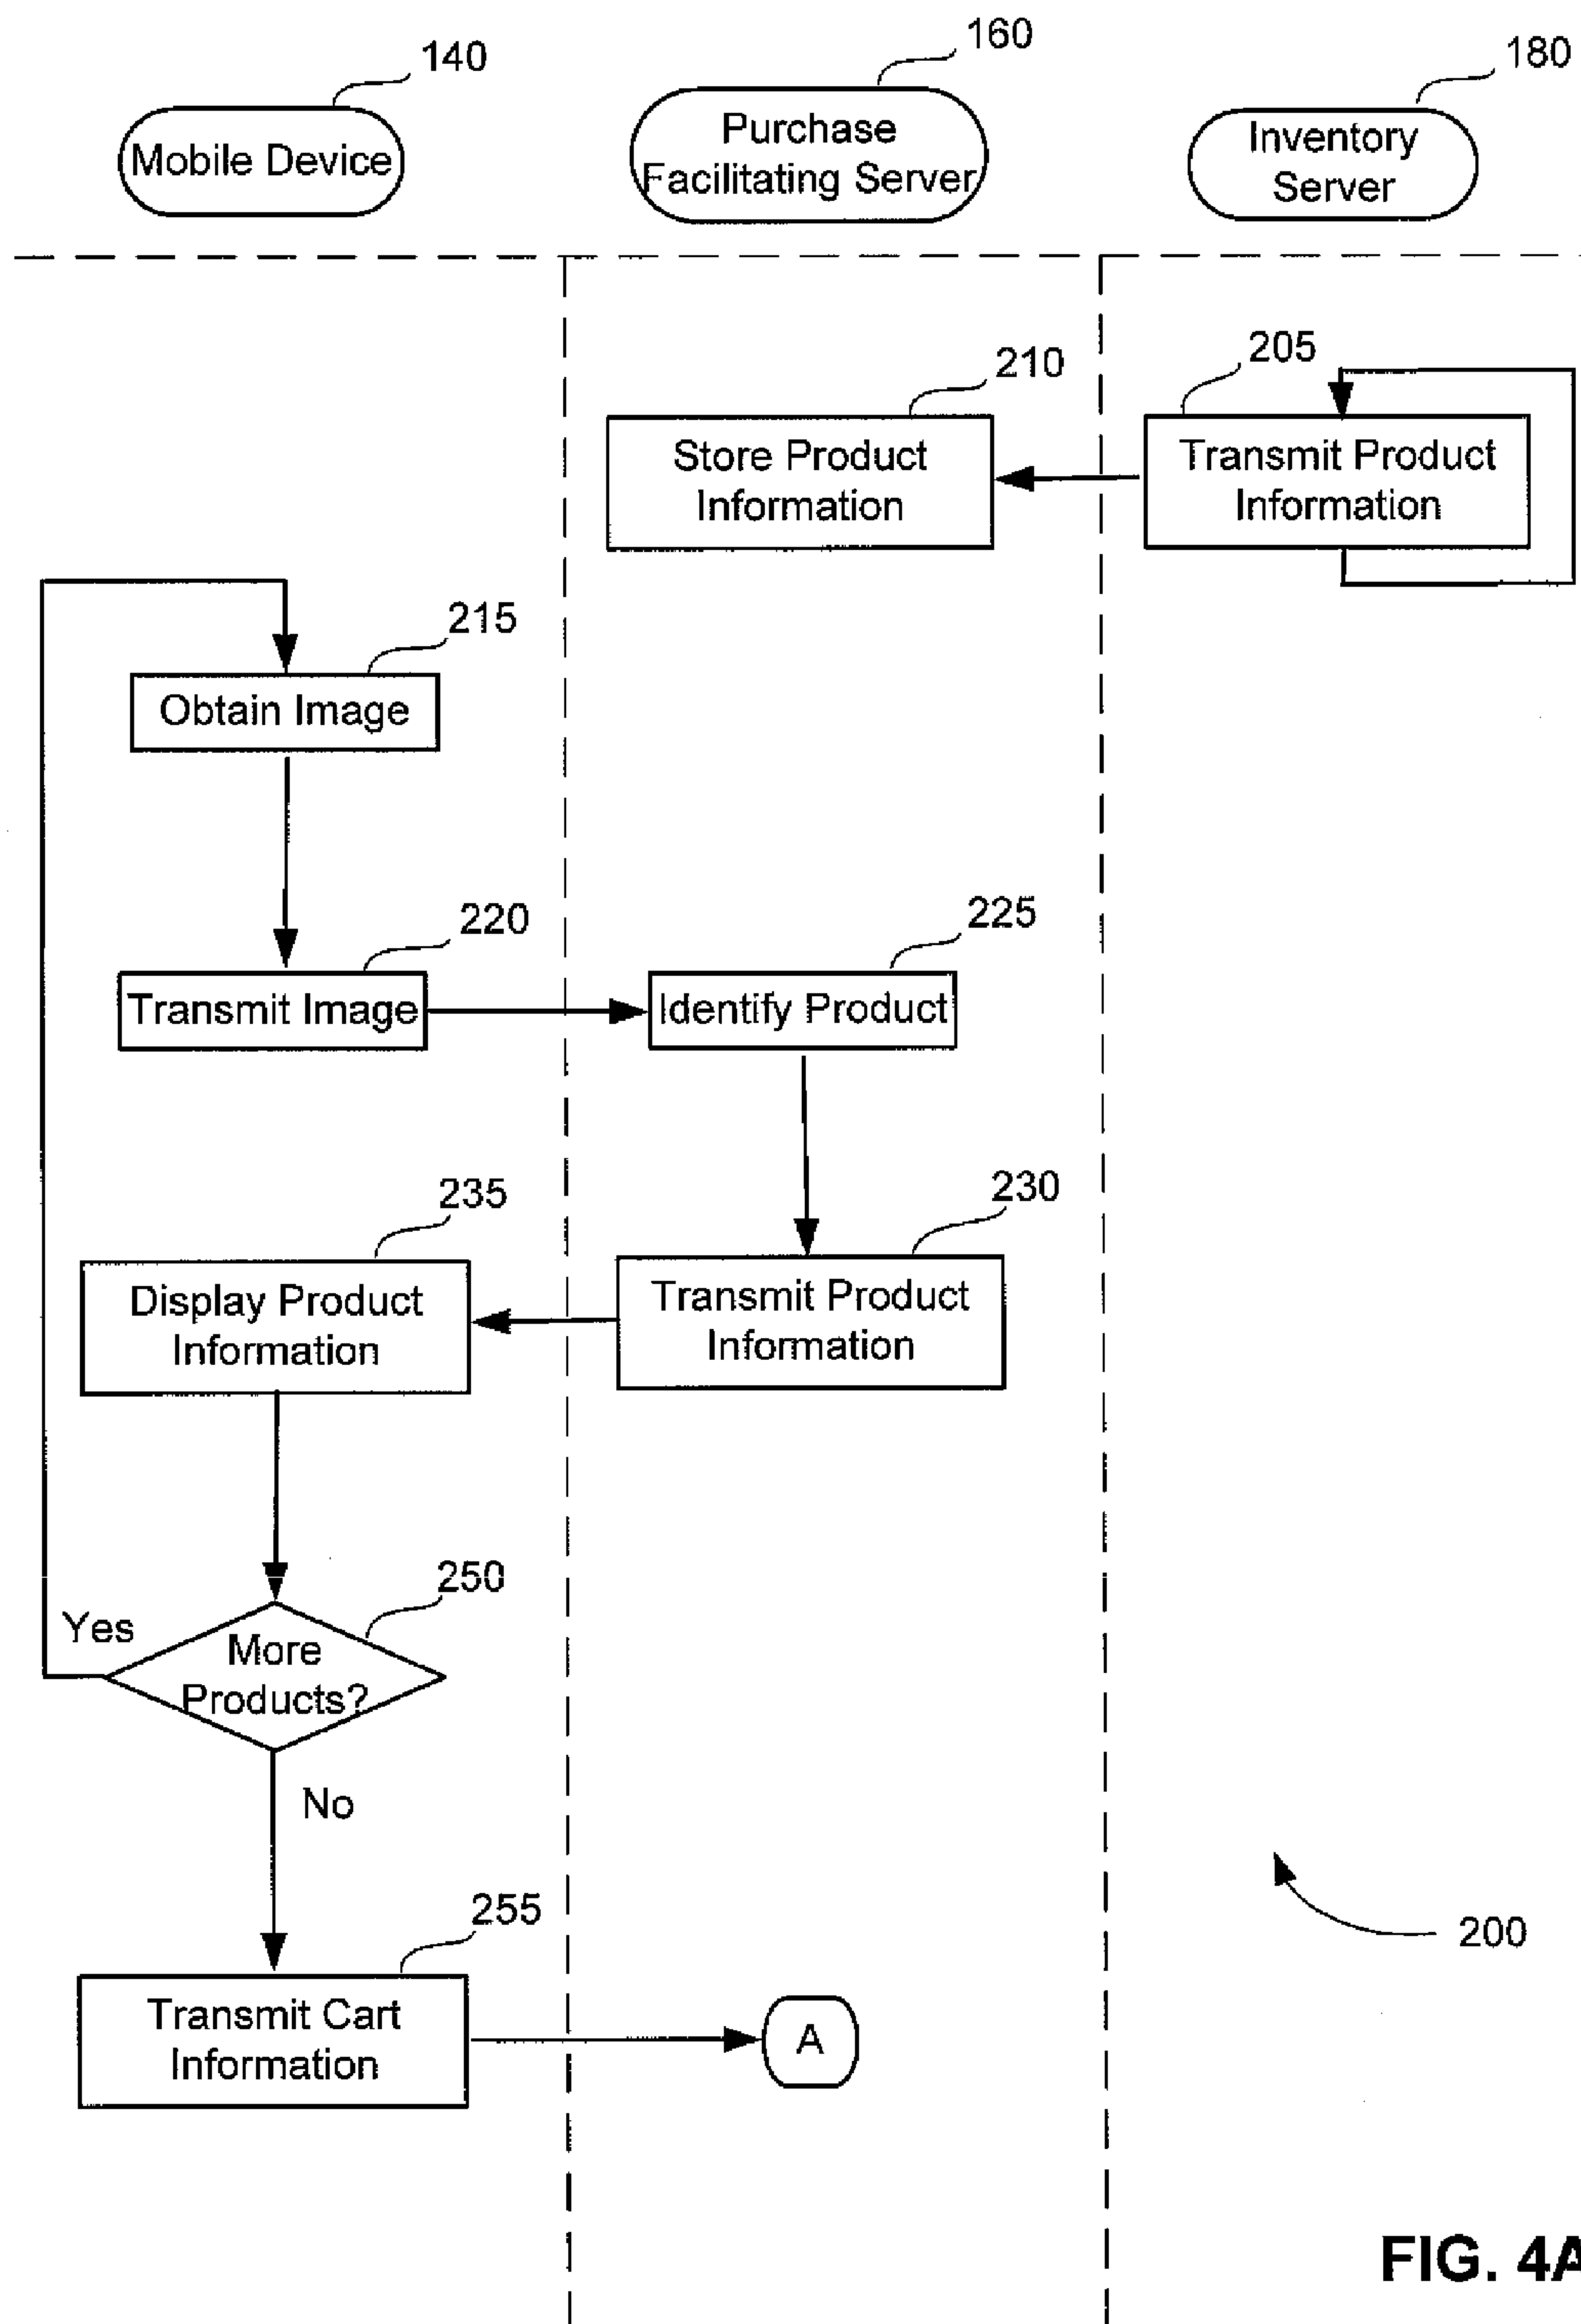 140
160
180
Mobile Device
Purchase
Facilitating Server
Inventory
Server
210
205
Store Product
Information
Transmit Product
Information
215
Obtain Image
220
225
Transmit Image
Identify Product
235
230
Display Product
Information
Transmit Product
Information
250
Yes
More
Products?
No
255
200
Transmit Cart
Information
A
FIG. 4A